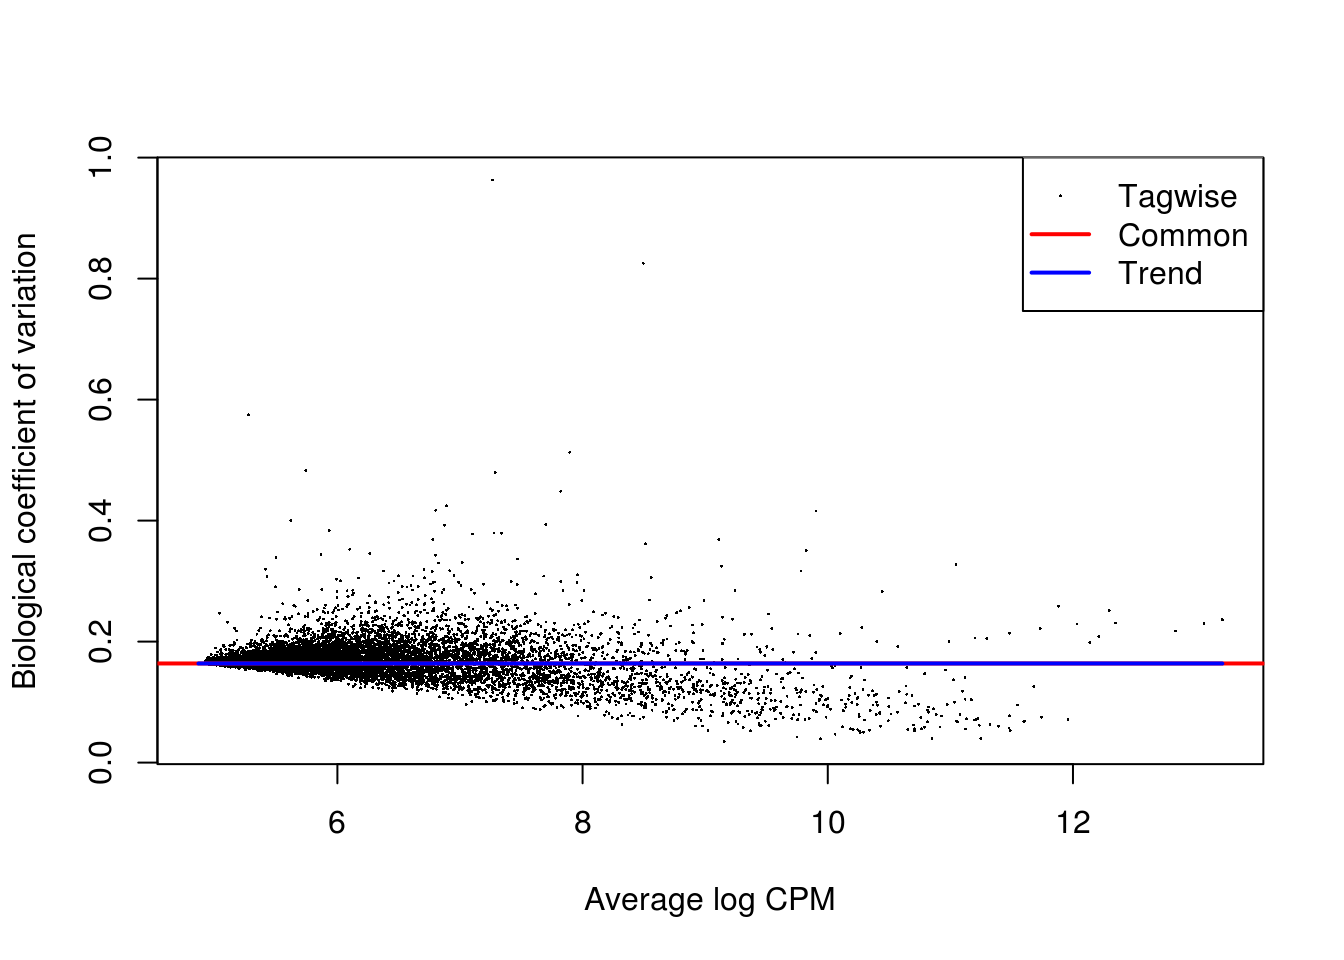 1.0
0.8
0.6
0.4
0.2
0.0
Biological coefficient of variation
Tagwise
Common
Trend
6 8 10 12
Average log CPM